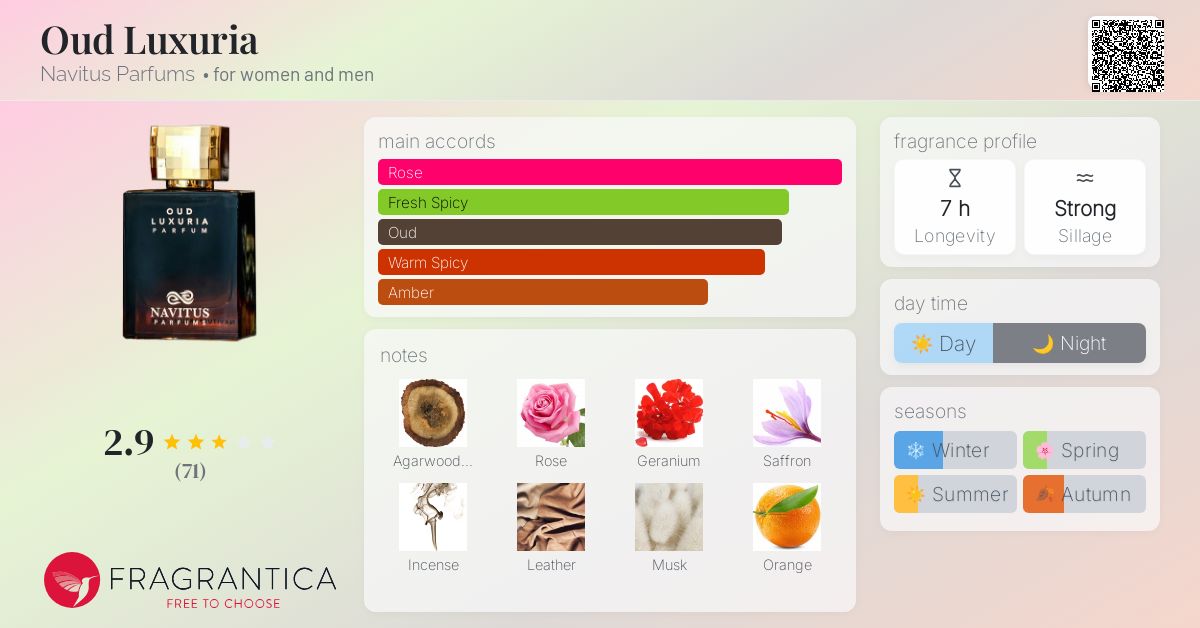 Oud Luxuria
Navitus Parfums • for women and men
OUD
LUXURIA
PARFUM
NAVITUS
PARFUMS
2.9
(71)
FRAGRANTICA
FREE TO CHOOSE
main accords
Rose
Fresh Spicy
Oud
Warm Spicy
Amber
notes
Agarwood...
Rose
Geranium
Saffron
Incense
Leather
Musk
Orange
fragrance profile
7 h
Longevity
Strong
Sillage
day time
Day
Night
seasons
Winter
Spring
Summer
Autumn